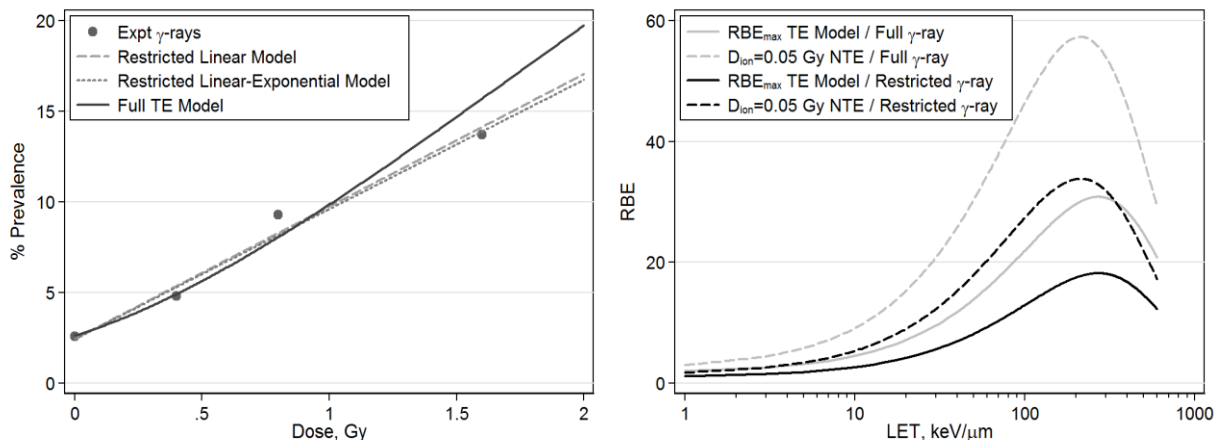 20
15
10
5
0
% Prevalence
Expt γ-rays
Restricted Linear Model
Restricted Linear-Exponential Model
Full TE Model
0
.5
1
1.5
2
Dose, Gy
60
40
20
0
RBE
RBEmax TE Model / Full γ-ray
Dion=0.05 Gy NTE / Full γ-ray
RBEmax TE Model / Restricted γ-ray
Dion=0.05 Gy NTE / Restricted γ-ray
1
10
100
1000
LET, keV/μm